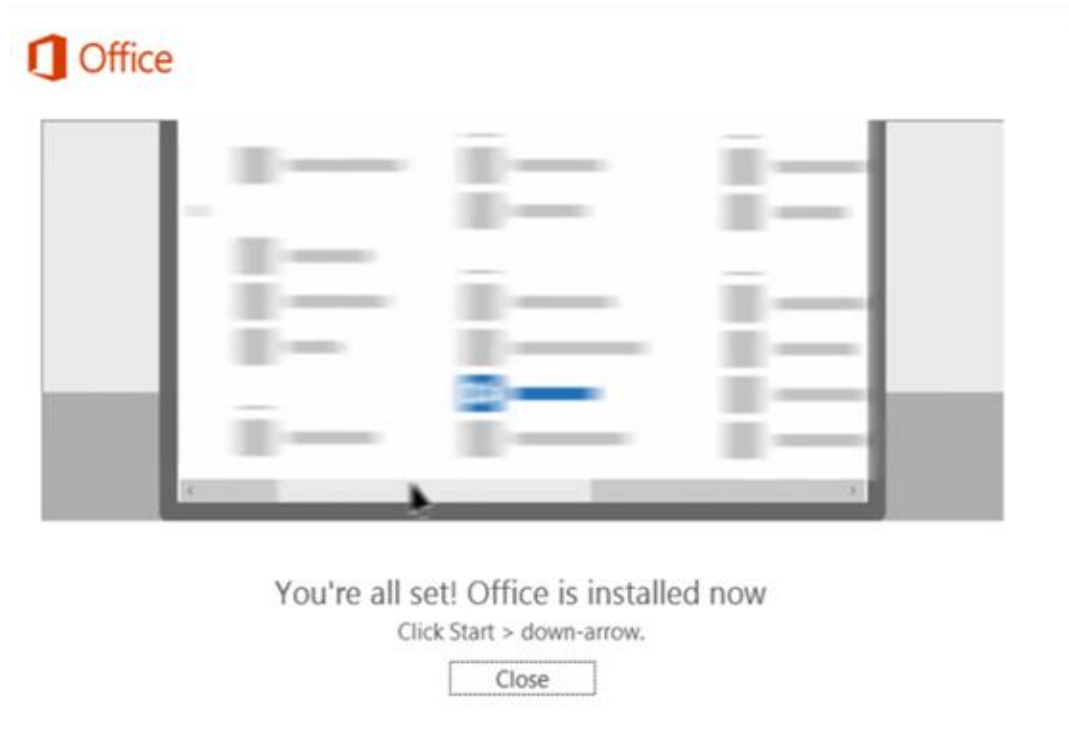 Office
You're all set! Office is installed now
Click Start > down-arrow.
Close